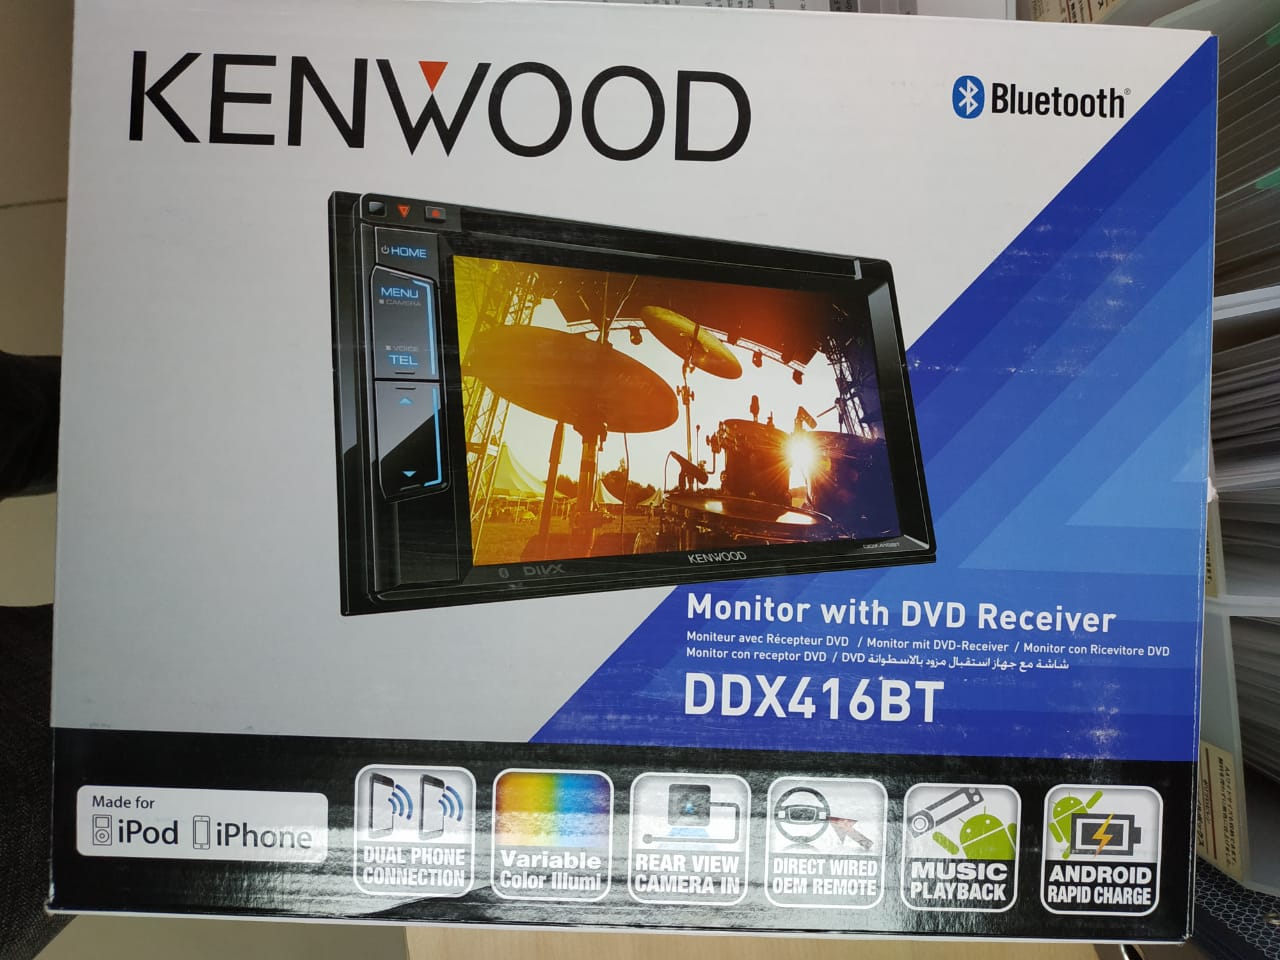 KENWOOD
Bluetooth®
HOME
MENU
CAMERA
VOICE
TEL
KENWOOD
DDX416BT
DIVX
Monitor with DVD Receiver
Moniteur avec Récepteur DVD / Monitor mit DVD-Receiver / Monitor con Ricevitore DVD
Monitor con receptor DVD / DVD شاشة مع جهاز استقبال مزود بالاسطوانة
DDX416BT
Made for
iPod iPhone
DUAL PHONE
CONNECTION
Variable
Color Illumi
REAR VIEW
CAMERA IN
DIRECT WIRED
OEM REMOTE
MUSIC
PLAYBACK
ANDROID
RAPID CHARGE